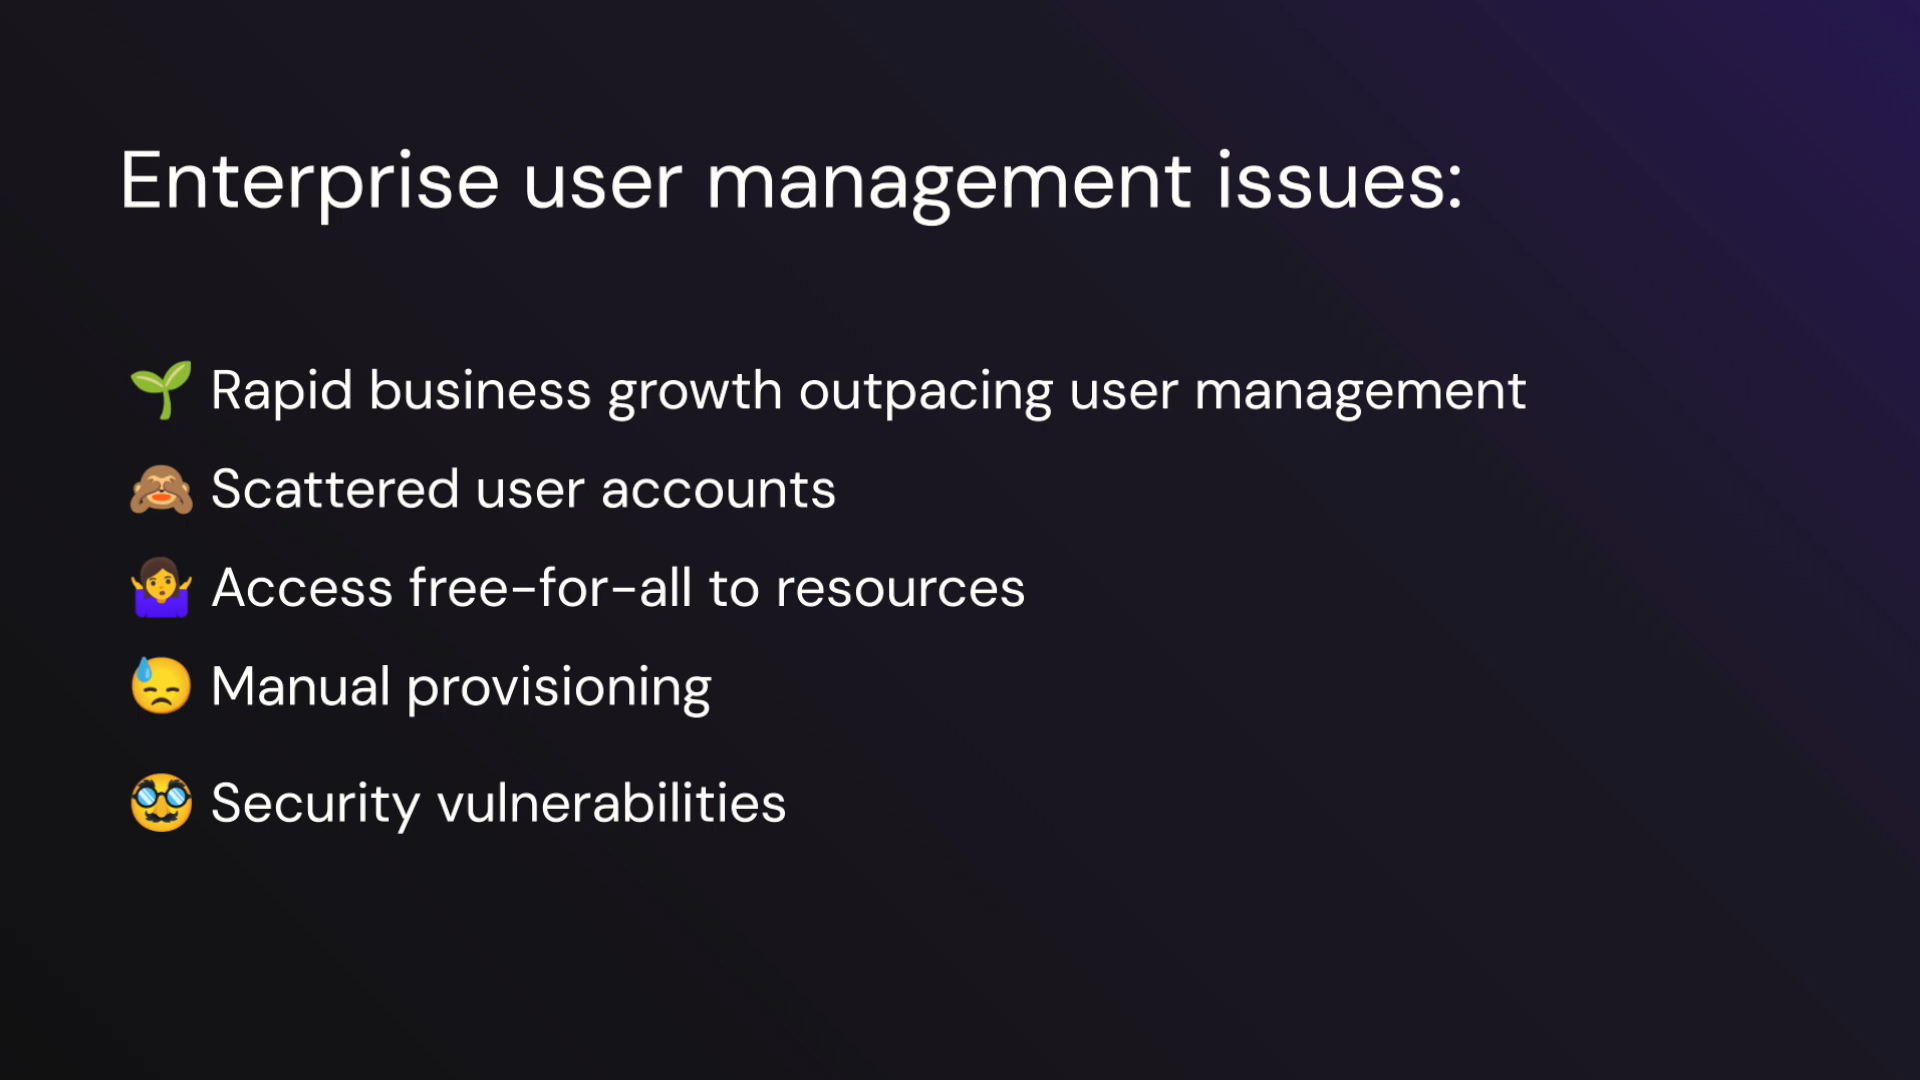 Enterprise user management issues:
🌱 Rapid business growth outpacing user management
🙈 Scattered user accounts
🤷‍♀️ Access free-for-all to resources
😓 Manual provisioning
🥸 Security vulnerabilities